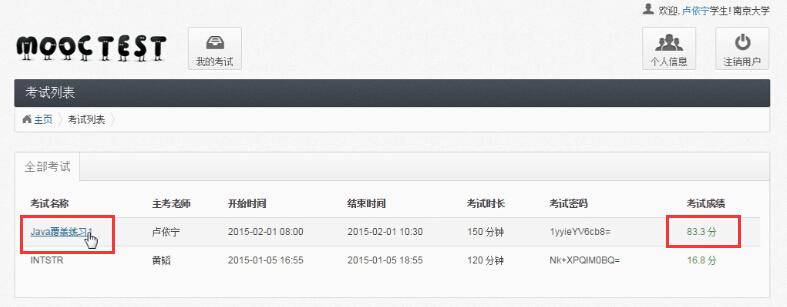 欢迎, 卢依宁学生! 南京大学
MOOCTEST
我的考试
个人信息
注销用户
考试列表
主页 考试列表
全部考试
考试名称 主考老师 开始时间 结束时间 考试时长 考试密码 考试成绩
Java覆盖练习1 卢依宁 2015-02-01 08:00 2015-02-01 10:30 150 分钟 1yyieYV6cb8= 83.3 分
INTSTR 黄韬 2015-01-05 16:55 2015-01-05 18:55 120 分钟 Nk+XPQIM0BQ= 16.8 分